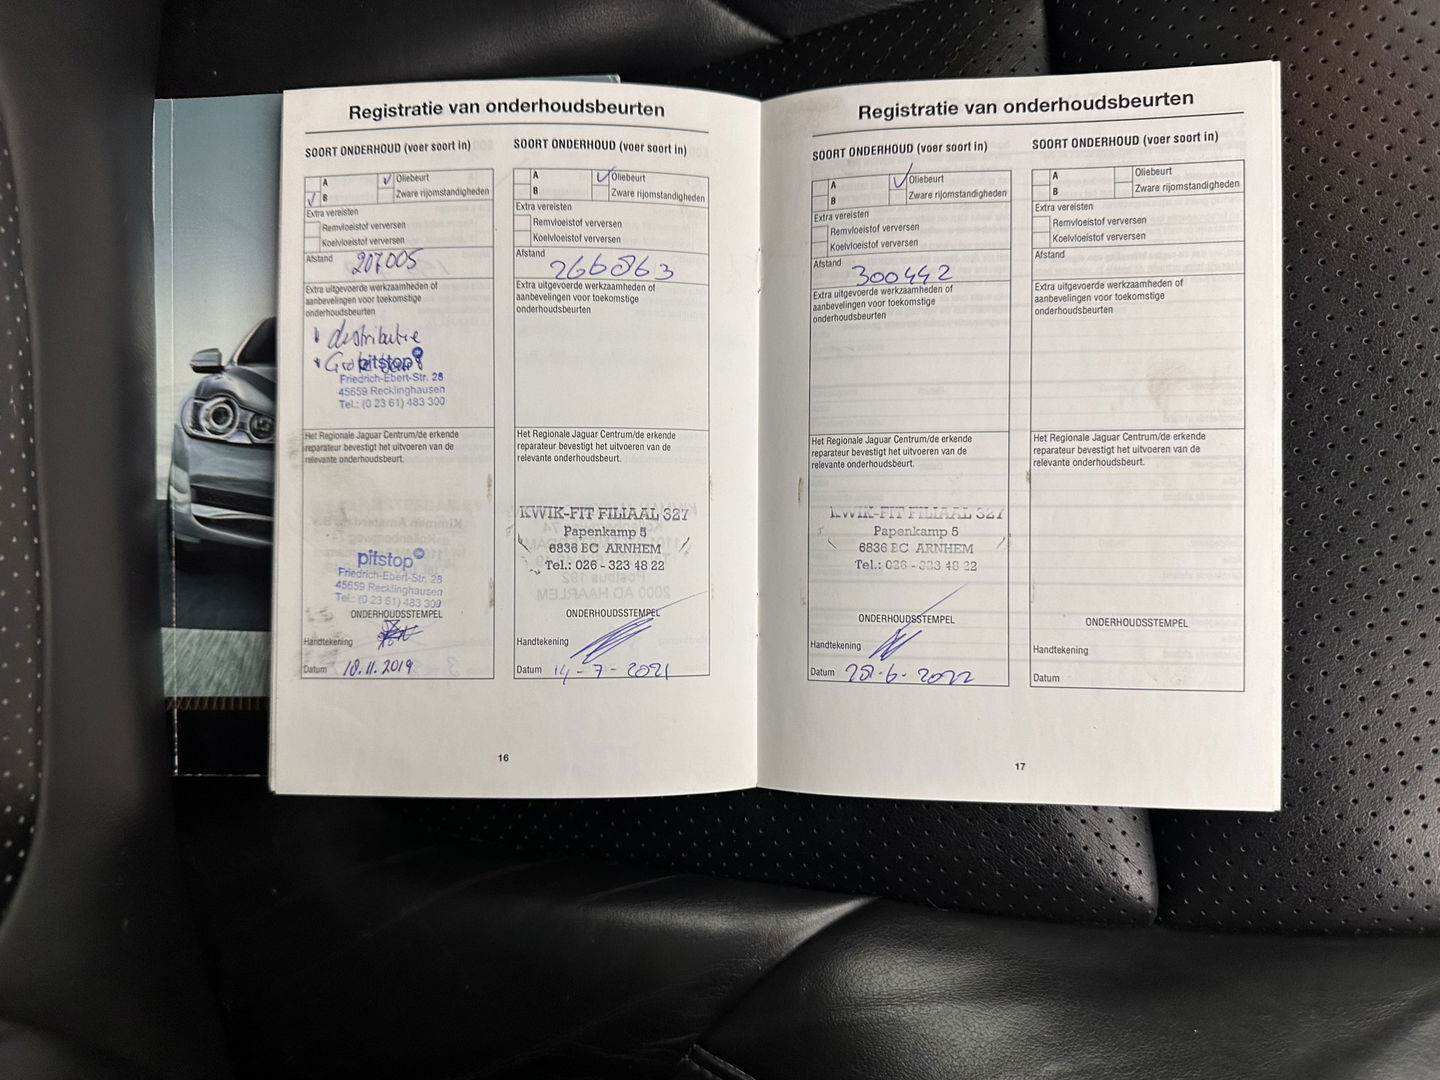 Registratie van onderhoudsbeurten
SOORT ONDERHOUD (voer soort in)
A
Oliebeurt
B
Zware rijomstandigheden
Extra vereisten
Remvloeistof verversen
Koelvloeistof verversen
Afstand 207005
Extra uitgevoerde werkzaamheden of
aanbevelingen voor toekomstige
onderhoudsbeurten
distributie
pitstop
Friedrich-Ebert-Str. 28
45659 Recklinghausen
Tel.: (0 23 61) 483 300
Het Regionale Jaguar Centrum/de erkende
reparateur bevestigt het uitvoeren van de
relevante onderhoudsbeurt.
pitstop
Friedrich-Ebert-Str. 28
45659 Recklinghausen
Tel.: (0 23 61) 483 300
ONDERHOUDSSTEMPEL
Handtekening
Datum 18.11.2019
SOORT ONDERHOUD (voer soort in)
A
Oliebeurt
B
Zware rijomstandigheden
Extra vereisten
Remvloeistof verversen
Koelvloeistof verversen
Afstand 266863
Extra uitgevoerde werkzaamheden of
aanbevelingen voor toekomstige
onderhoudsbeurten
Het Regionale Jaguar Centrum/de erkende
reparateur bevestigt het uitvoeren van de
relevante onderhoudsbeurt.
KWIK-FIT FILIAAL 327
Papenkamp 5
6836 EC ARNHEM
Tel.: 026 - 323 48 22
ONDERHOUDSSTEMPEL
Handtekening
Datum 14-7-2021
16
Registratie van onderhoudsbeurten
SOORT ONDERHOUD (voer soort in)
A
Oliebeurt
B
Zware rijomstandigheden
Extra vereisten
Remvloeistof verversen
Koelvloeistof verversen
Afstand 300442
Extra uitgevoerde werkzaamheden of
aanbevelingen voor toekomstige
onderhoudsbeurten
Het Regionale Jaguar Centrum/de erkende
reparateur bevestigt het uitvoeren van de
relevante onderhoudsbeurt.
KWIK-FIT FILIAAL 327
Papenkamp 5
6836 EC ARNHEM
Tel.: 026 - 323 48 22
ONDERHOUDSSTEMPEL
Handtekening
Datum
SOORT ONDERHOUD (voer soort in)
A
Oliebeurt
B
Zware rijomstandigheden
Extra vereisten
Remvloeistof verversen
Koelvloeistof verversen
Afstand
Extra uitgevoerde werkzaamheden of
aanbevelingen voor toekomstige
onderhoudsbeurten
Het Regionale Jaguar Centrum/de erkende
reparateur bevestigt het uitvoeren van de
relevante onderhoudsbeurt.
ONDERHOUDSSTEMPEL
Handtekening
Datum
17